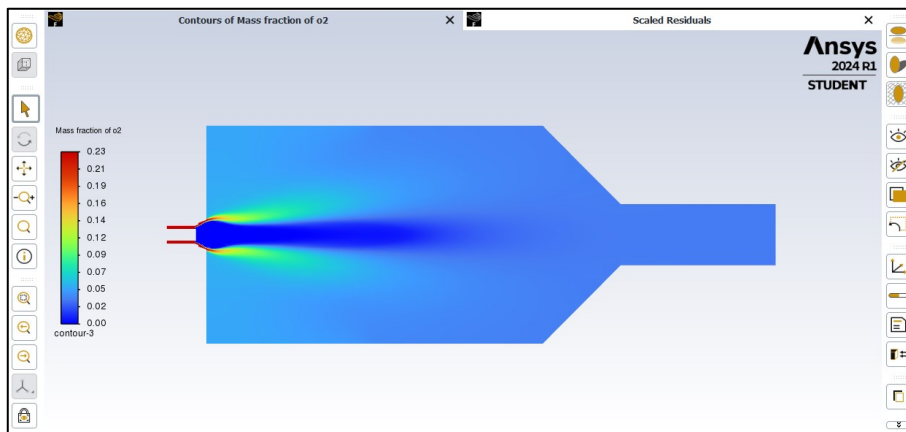 Contours of Mass fraction of o2
Scaled Residuals
Ansys
2024 R1
STUDENT
Mass fraction of o2
0.23
0.21
0.19
0.16
0.14
0.12
0.09
0.07
0.05
0.02
0.00
contour-3